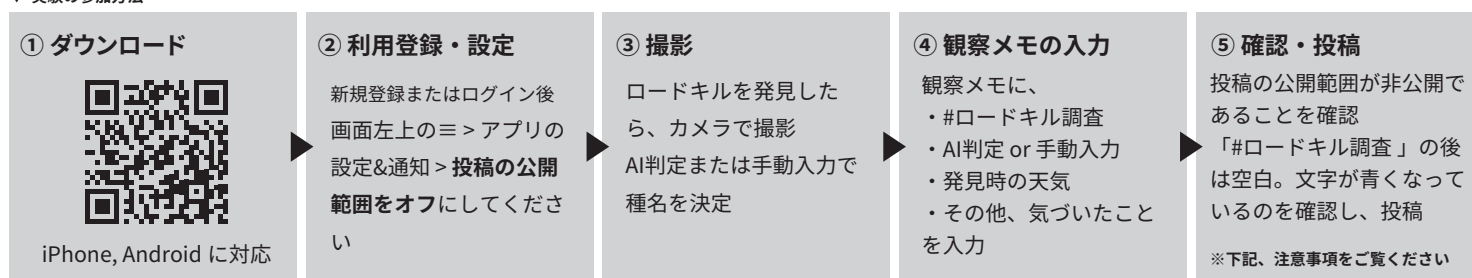 ① ダウンロード
iPhone, Android に対応
② 利用登録・設定
新規登録またはログイン後
画面左上の≡ > アプリの
設定&通知 > 投稿の公開
範囲をオフにしてくださ
い
③ 撮影
ロードキルを発見した
ら、カメラで撮影
AI判定または手動入力で
種名を決定
④ 観察メモの入力
観察メモに、
・#ロードキル調査
・AI判定 or 手動入力
・発見時の天気
・その他、気づいたこと
を入力
⑤ 確認・投稿
投稿の公開範囲が非公開で
あることを確認
「#ロードキル調査 」の後
は空白。文字が青くなって
いるのを確認し、投稿
※下記、注意事項をご覧ください